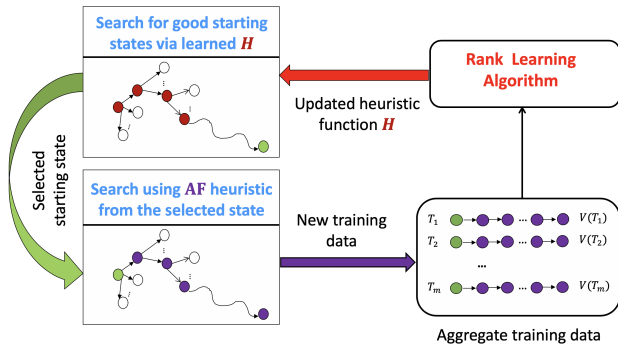 Search for good starting
states via learned H
Rank Learning
Algorithm
Updated heuristic
function H
Selected
starting state
Search using AF heuristic
from the selected state
New training
data
T₁ ... V(T₁)
T₂ ... V(T₂)
...
Tₘ ... V(Tₘ)
Aggregate training data